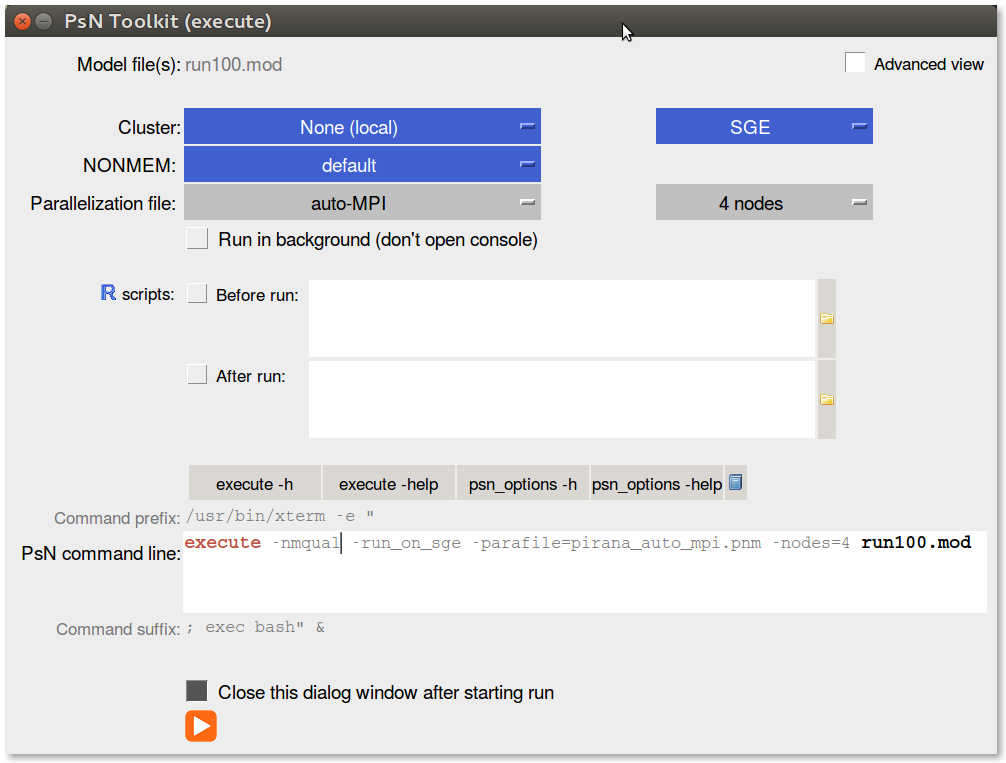 PsN Toolkit (execute)
Model file(s): run100.mod
Advanced view
Cluster: None (local) SGE
NONMEM: default
Parallelization file: auto-MPI 4 nodes
Run in background (don't open console)
R scripts: Before run:
After run:
execute -h execute -help psn_options -h psn_options -help
Command prefix: /usr/bin/xterm -e "
PsN command line: execute -nmqual -run_on_sge -parafile=pirana_auto_mpi.pnm -nodes=4 run100.mod
Command suffix: ; exec bash" &
Close this dialog window after starting run